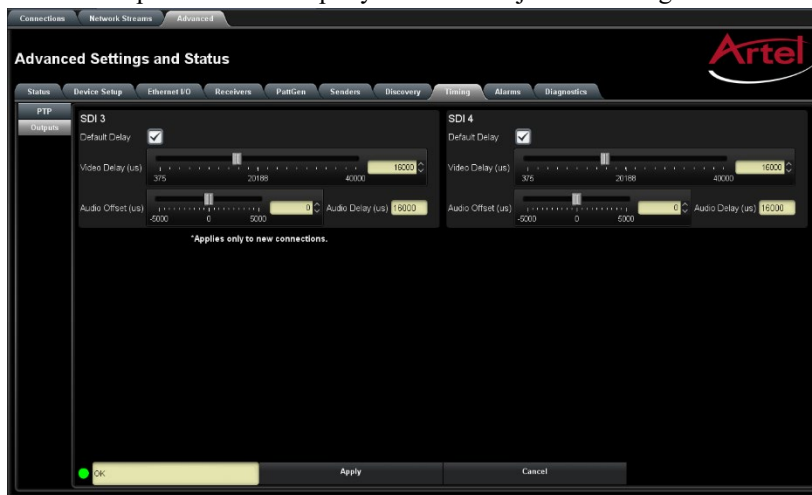 Connections Network Streams Advanced
Advanced Settings and Status
Artel
Status Device Setup Ethernet I/O Receivers PattGen Senders Discovery Timing Alarms Diagnostics
PTP
Outputs
SDI 3
Default Delay
Video Delay (us) 16000
375 20188 40000
Audio Offset (us) 0 Audio Delay (us) 16000
-5000 0 5000
SDI 4
Default Delay
Video Delay (us) 16000
375 20188 40000
Audio Offset (us) 0 Audio Delay (us) 16000
-5000 0 5000
*Applies only to new connections.
OK Apply Cancel